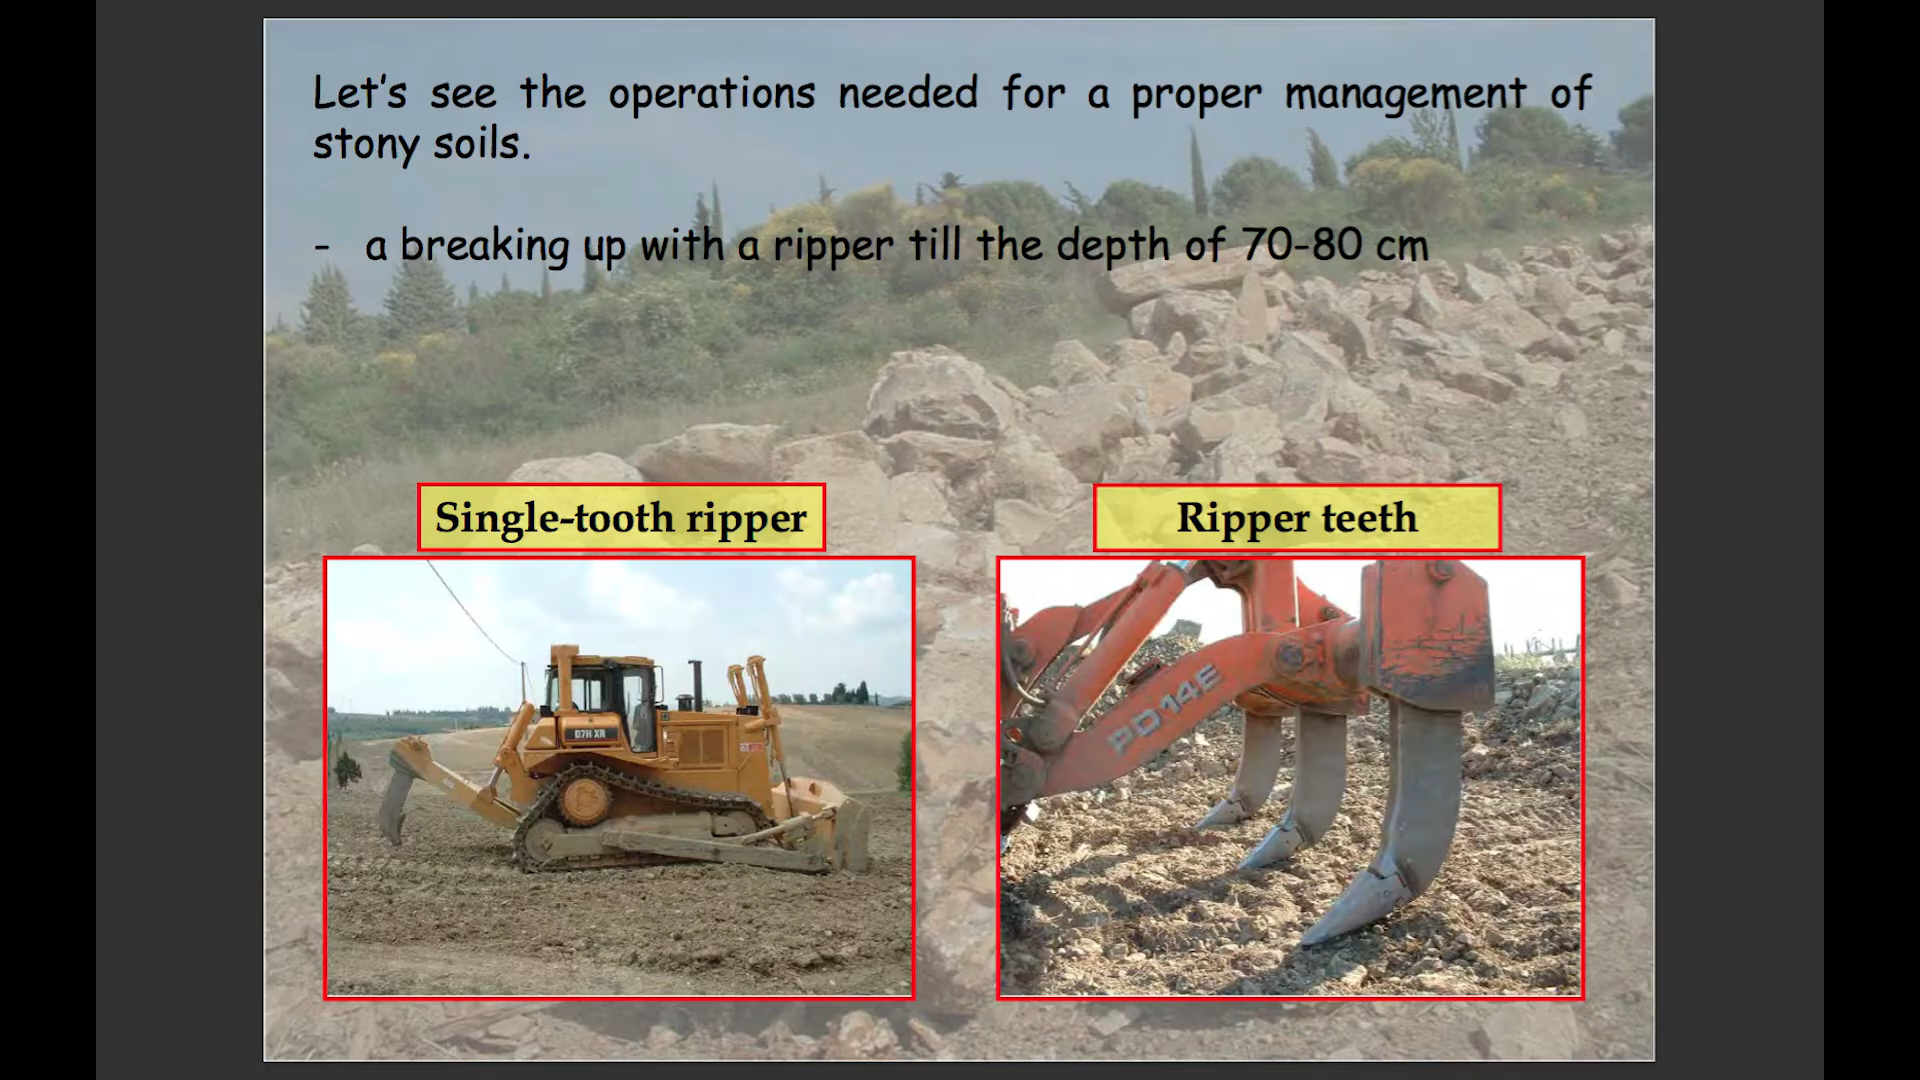 Let's see the operations needed for a proper management of
stony soils.
- a breaking up with a ripper till the depth of 70-80 cm
Single-tooth ripper
Ripper teeth
D7H XR
PD14E